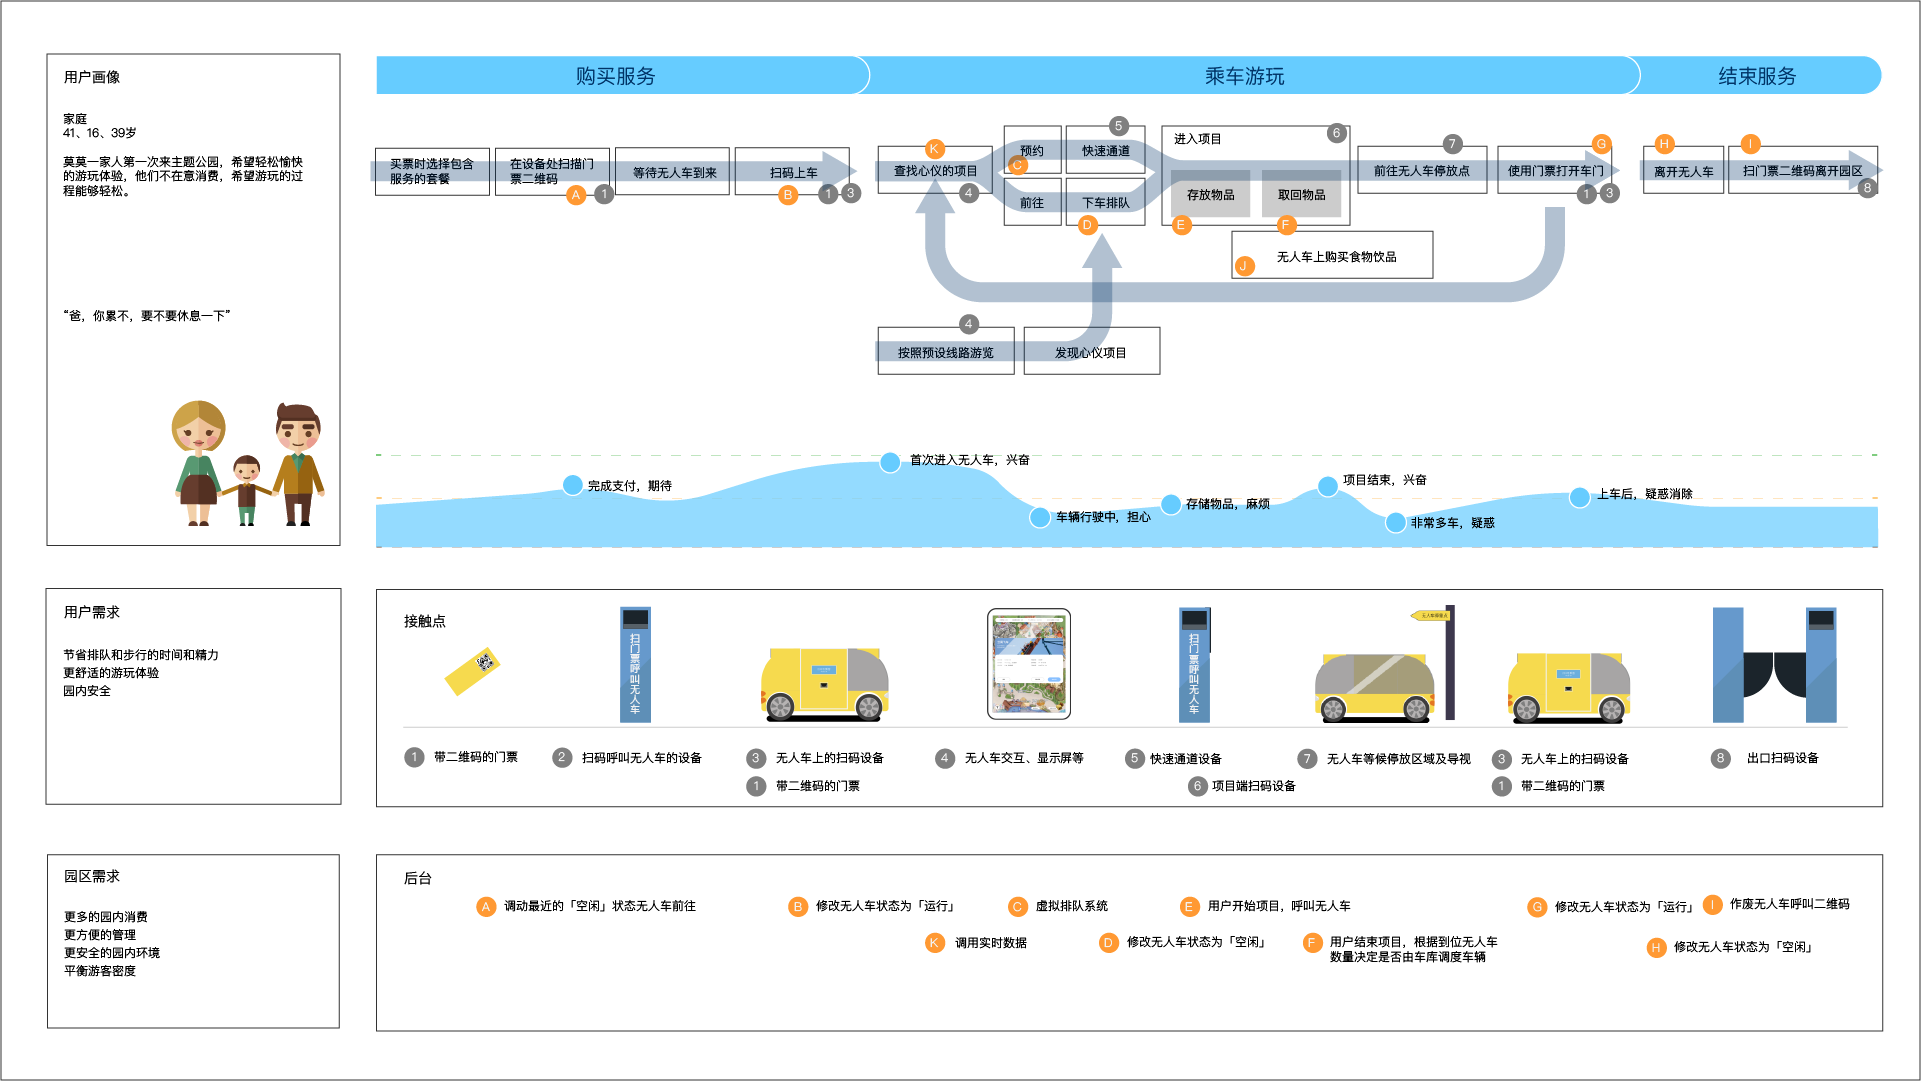 用户画像
家庭
41、16、39岁
莫莫一家人第一次来主题公园，希望轻松愉快
的游玩体验，他们不在意消费，希望游玩的过
程能够轻松。
“爸，你累不，要不要休息一下”
购买服务
乘车游玩
结束服务
买票时选择包含
服务的套餐
在设备处扫描门
票二维码
A
1
等待无人车到来
扫码上车
B
1
3
K
查找心仪的项目
4
预约
C
5
快速通道
前往
下车排队
D
进入项目
6
存放物品
取回物品
E
F
J
无人车上购买食物饮品
7
前往无人车停放点
G
使用门票打开车门
1
3
H
离开无人车
I
扫门票二维码离开园区
8
4
按照预设线路游览
发现心仪项目
完成支付，期待
首次进入无人车，兴奋
车辆行驶中，担心
存储物品，麻烦
项目结束，兴奋
非常多车，疑惑
上车后，疑惑消除
用户需求
节省排队和步行的时间和精力
更舒适的游玩体验
园内安全
接触点
扫门票呼叫无人车
扫门票呼叫无人车
1 带二维码的门票
2 扫码呼叫无人车的设备
3 无人车上的扫码设备
1 带二维码的门票
4 无人车交互、显示屏等
5 快速通道设备
6 项目端扫码设备
7 无人车等候停放区域及导视
3 无人车上的扫码设备
1 带二维码的门票
8 出口扫码设备
园区需求
更多的园内消费
更方便的管理
更安全的园内环境
平衡游客密度
后台
A 调动最近的「空闲」状态无人车前往
B 修改无人车状态为「运行」
C 虚拟排队系统
E 用户开始项目，呼叫无人车
G 修改无人车状态为「运行」
I 作废无人车呼叫二维码
K 调用实时数据
D 修改无人车状态为「空闲」
F 用户结束项目，根据到位无人车
数量决定是否由车库调度车辆
H 修改无人车状态为「空闲」